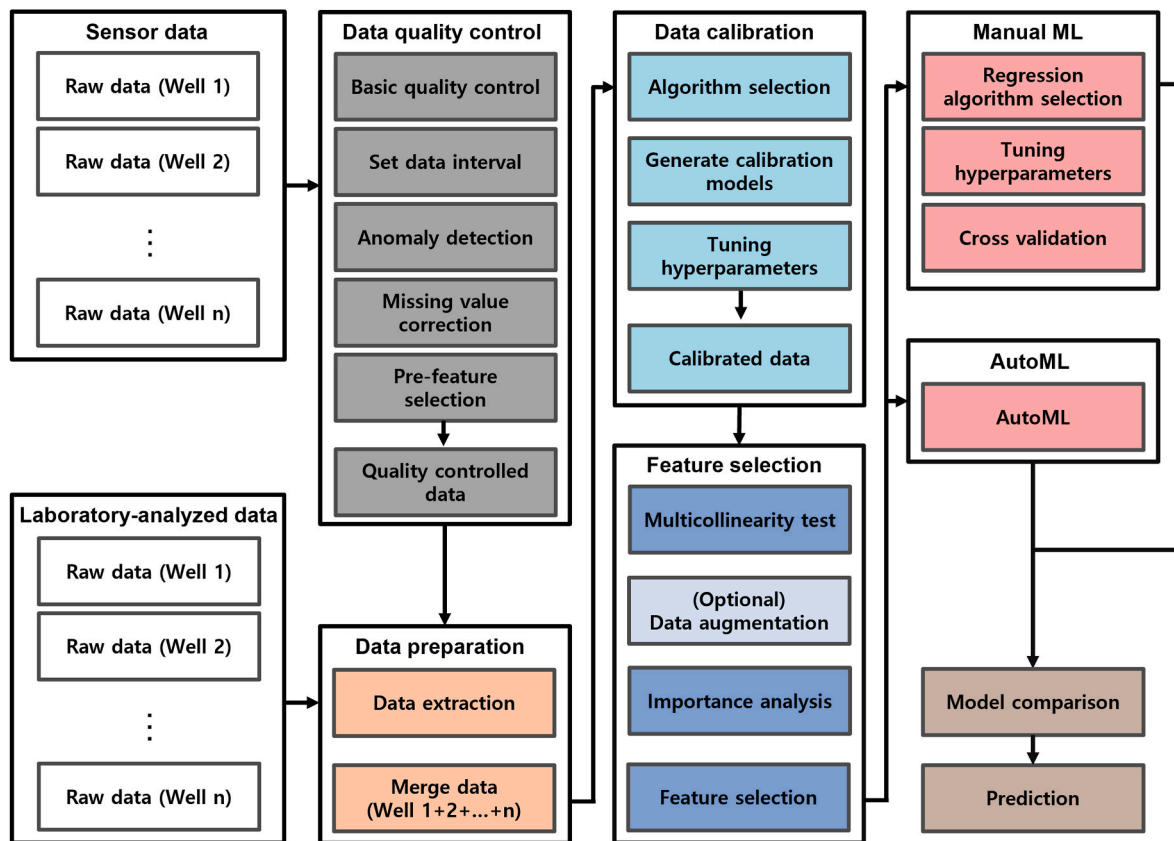 Sensor data
Raw data (Well 1)
Raw data (Well 2)
⋮
Raw data (Well n)
Laboratory-analyzed data
Raw data (Well 1)
Raw data (Well 2)
⋮
Raw data (Well n)
Data quality control
Basic quality control
Set data interval
Anomaly detection
Missing value
correction
Pre-feature
selection
Quality controlled
data
Data preparation
Data extraction
Merge data
(Well 1+2+...+n)
Data calibration
Algorithm selection
Generate calibration
models
Tuning
hyperparameters
Calibrated data
Feature selection
Multicollinearity test
(Optional)
Data augmentation
Importance analysis
Feature selection
Manual ML
Regression
algorithm selection
Tuning
hyperparameters
Cross validation
AutoML
AutoML
Model comparison
Prediction